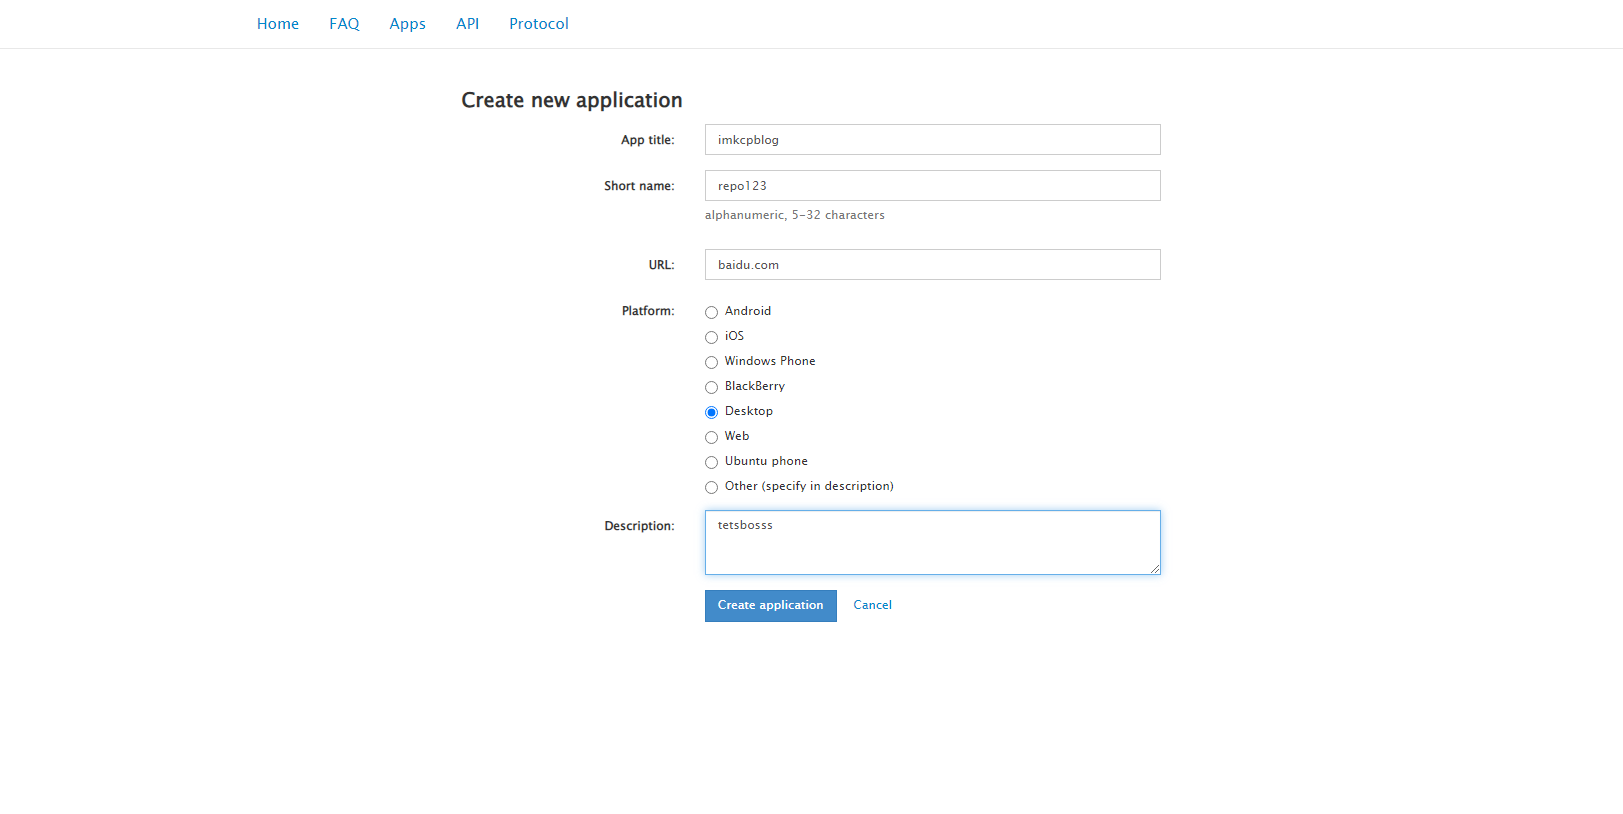 Home FAQ Apps API Protocol
Create new application
App title: imkcpblog
Short name: repo123
alphanumeric, 5-32 characters
URL: baidu.com
Platform: Android
iOS
Windows Phone
BlackBerry
Desktop
Web
Ubuntu phone
Other (specify in description)
Description: tetsbosss
Create application Cancel